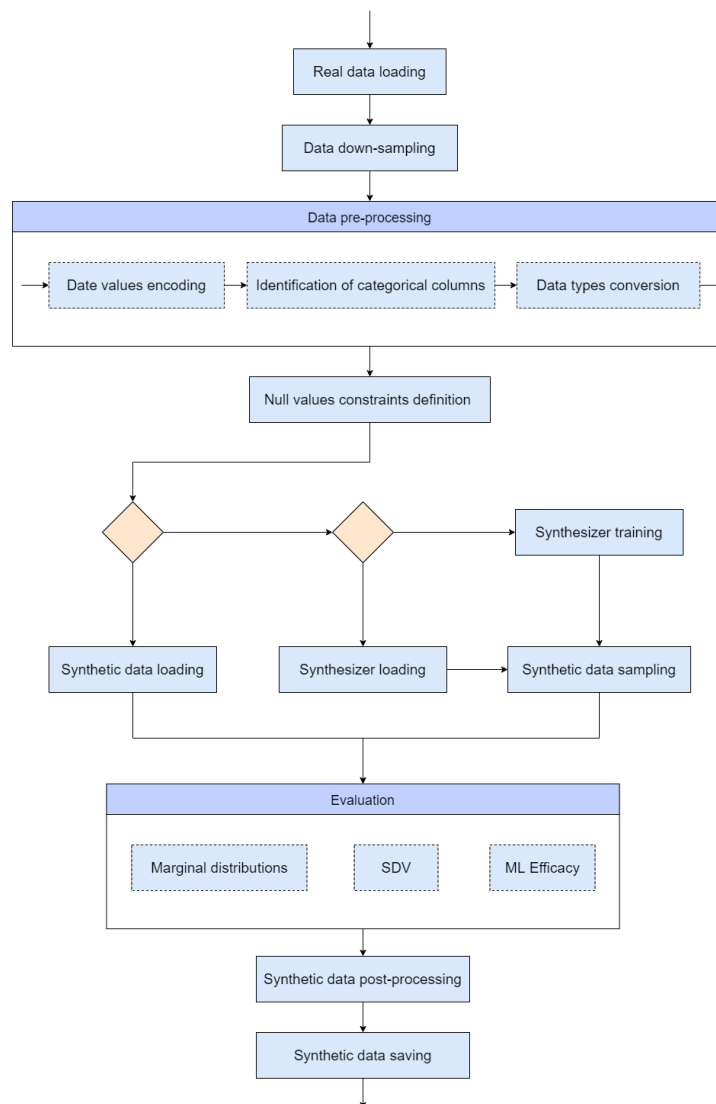 Real data loading
Data down-sampling
Data pre-processing
Date values encoding
Identification of categorical columns
Data types conversion
Null values constraints definition
Synthesizer training
Synthetic data loading
Synthesizer loading
Synthetic data sampling
Evaluation
Marginal distributions
SDV
ML Efficacy
Synthetic data post-processing
Synthetic data saving